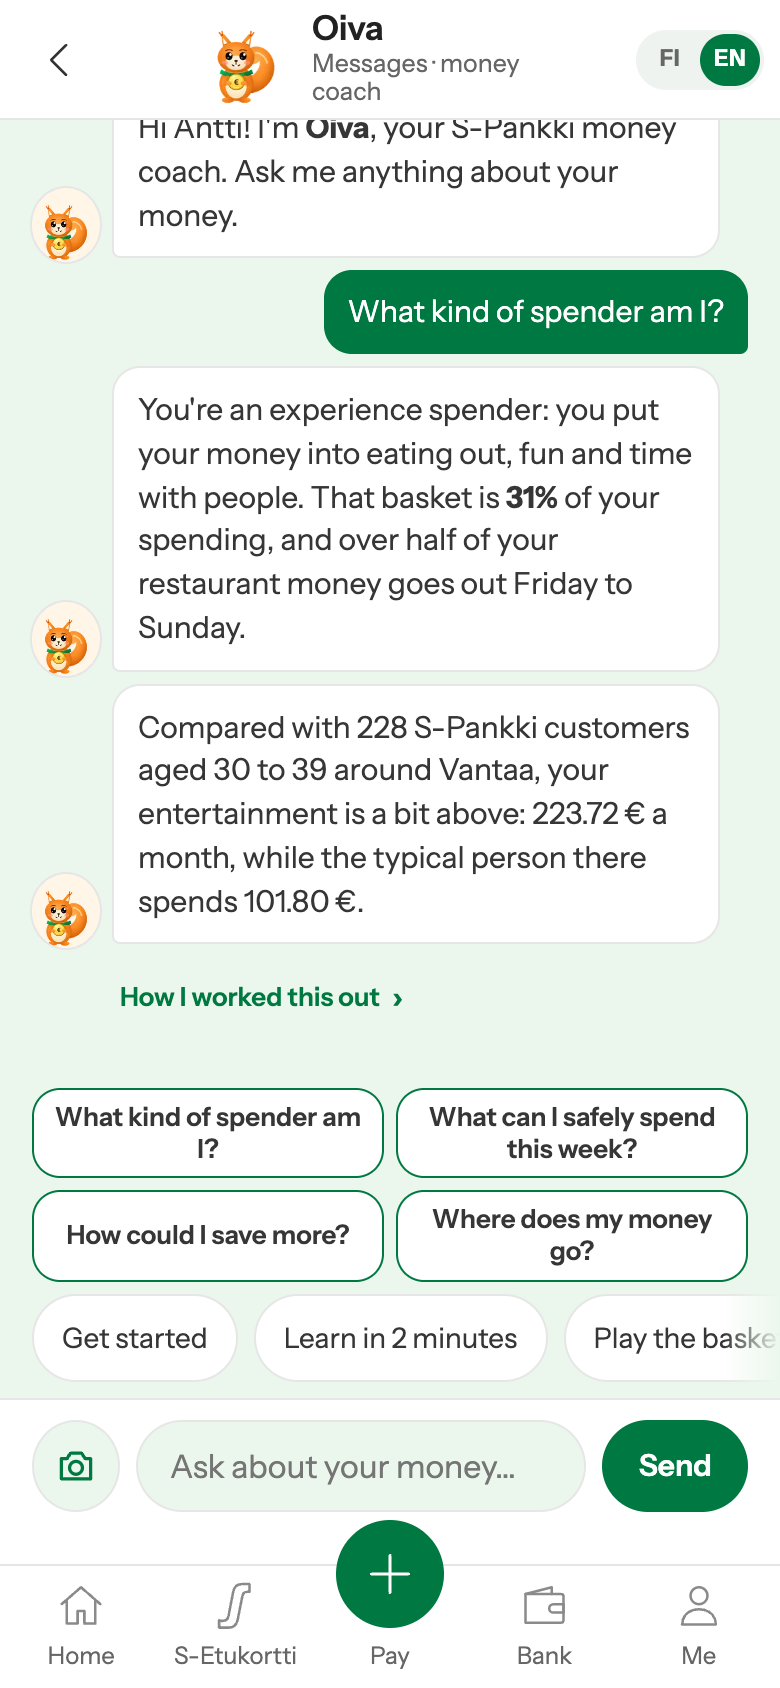 Oiva
Messages · money
coach
FI
EN
Hi Antti! I'm Oiva, your S-Pankki money
coach. Ask me anything about your
money.
What kind of spender am I?
You're an experience spender: you put
your money into eating out, fun and time
with people. That basket is 31% of your
spending, and over half of your
restaurant money goes out Friday to
Sunday.
Compared with 228 S-Pankki customers
aged 30 to 39 around Vantaa, your
entertainment is a bit above: 223.72 € a
month, while the typical person there
spends 101.80 €.
How I worked this out ›
What kind of spender am
I?
What can I safely spend
this week?
How could I save more?
Where does my money
go?
Get started
Learn in 2 minutes
Play the baske
Ask about your money...
Send
Home
S-Etukortti
Pay
Bank
Me